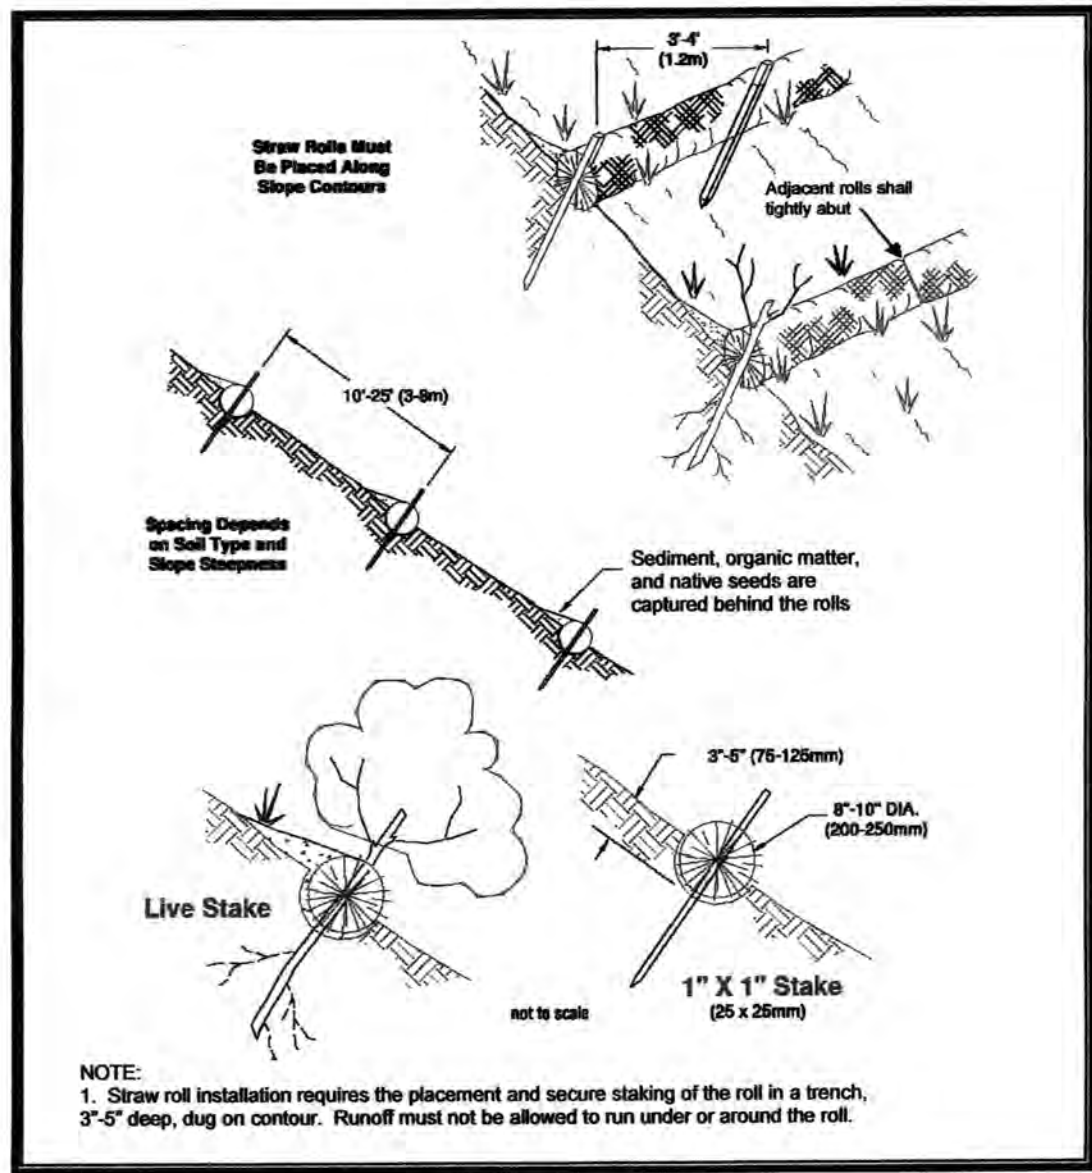 3'-4'
(1.2m)
Straw Rolls Must
Be Placed Along
Slope Contours
Adjacent rolls shall
tightly abut
10'-25' (3-8m)
Spacing Depends
on Soil Type and
Slope Steepness
Sediment, organic matter,
and native seeds are
captured behind the rolls
3"-5" (75-125mm)
8"-10" DIA.
(200-250mm)
Live Stake
1" X 1" Stake
(25 x 25mm)
not to scale
NOTE:
1. Straw roll installation requires the placement and secure staking of the roll in a trench,
3"-5" deep, dug on contour. Runoff must not be allowed to run under or around the roll.